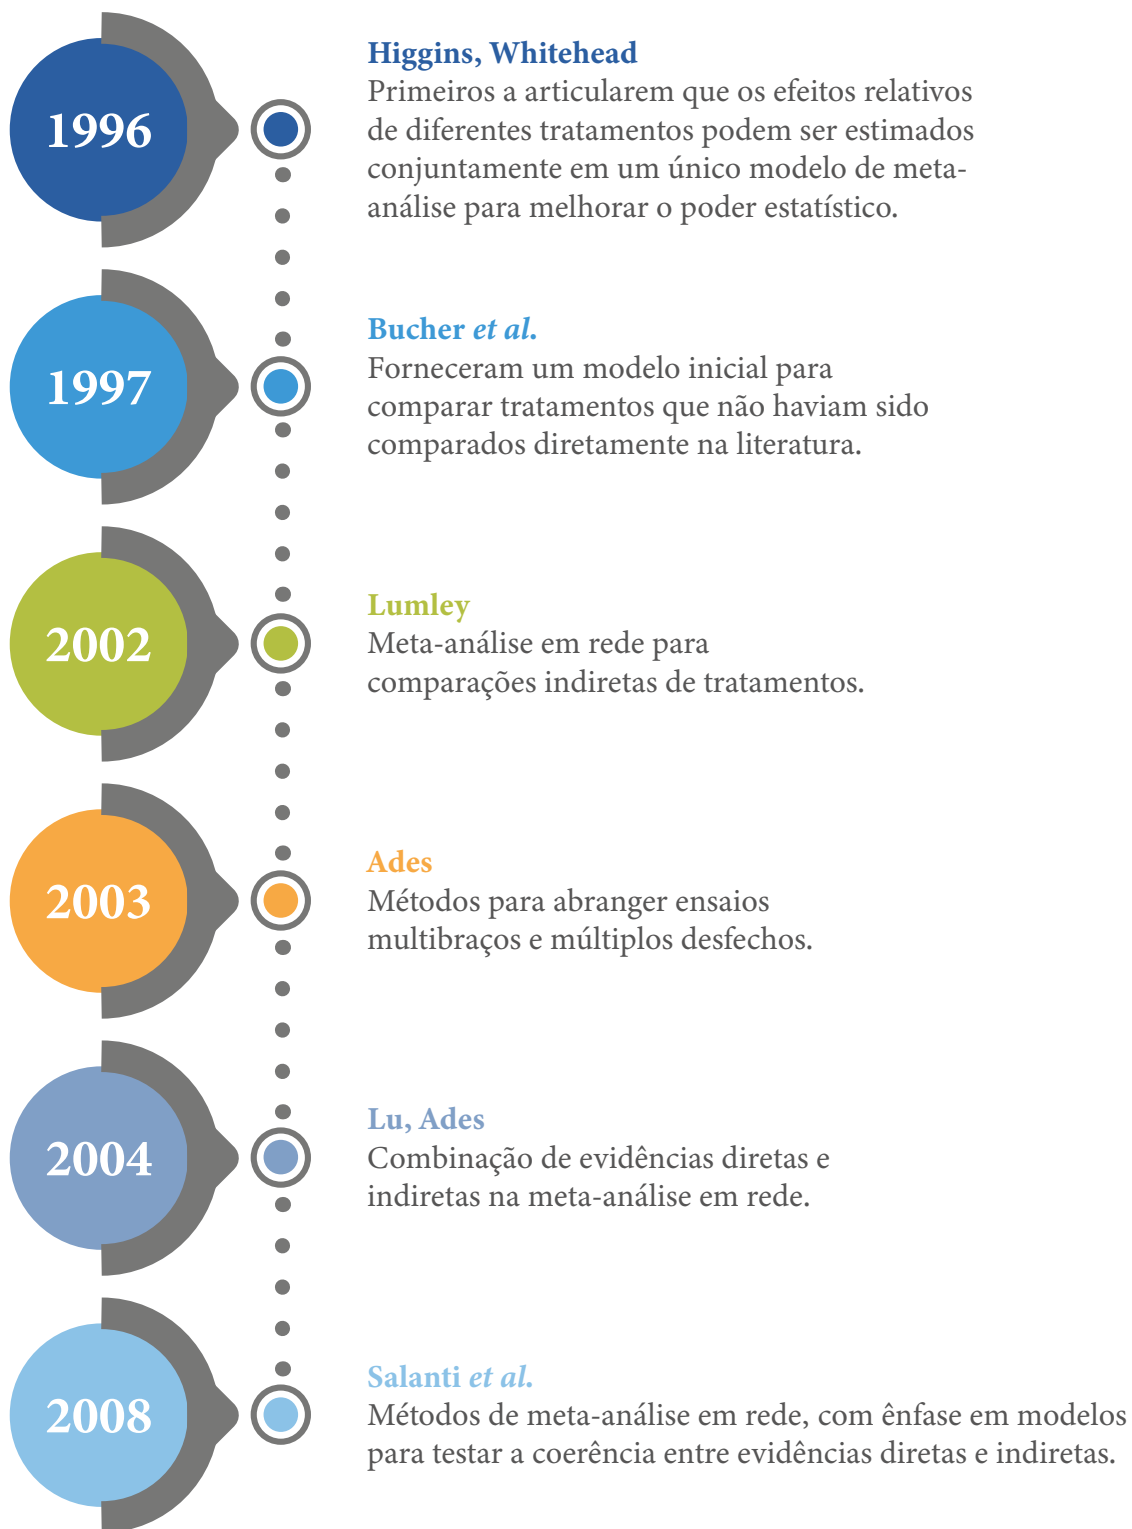 1996
Higgins, Whitehead
Primeiros a articularem que os efeitos relativos
de diferentes tratamentos podem ser estimados
conjuntamente em um único modelo de meta-
análise para melhorar o poder estatístico.
1997
Bucher et al.
Forneceram um modelo inicial para
comparar tratamentos que não haviam sido
comparados diretamente na literatura.
2002
Lumley
Meta-análise em rede para
comparações indiretas de tratamentos.
2003
Ades
Métodos para abranger ensaios
multibraços e múltiplos desfechos.
2004
Lu, Ades
Combinação de evidências diretas e
indiretas na meta-análise em rede.
2008
Salanti et al.
Métodos de meta-análise em rede, com ênfase em modelos
para testar a coerência entre evidências diretas e indiretas.